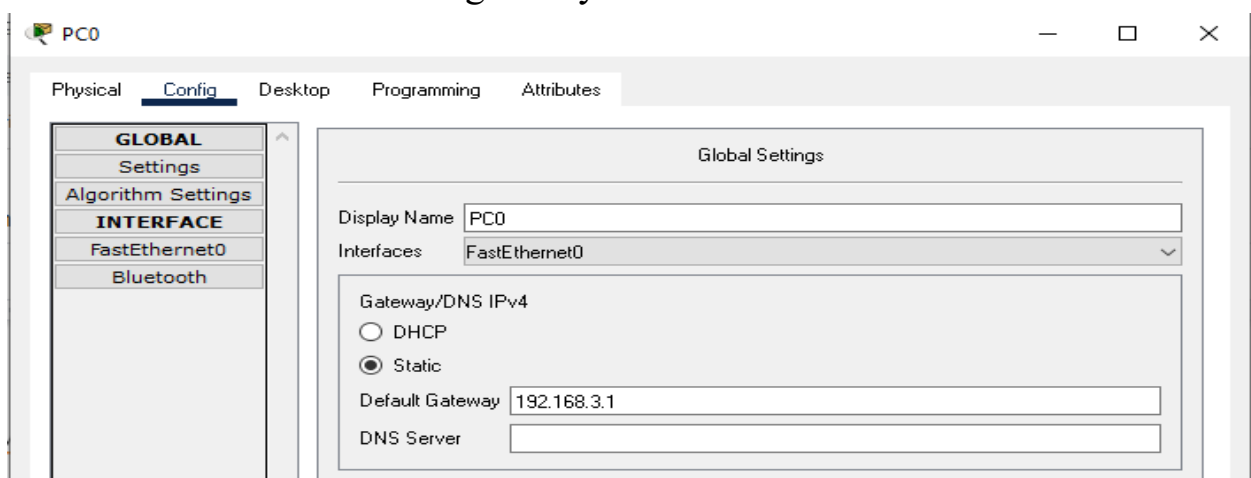 PC0
Physical Config Desktop Programming Attributes
GLOBAL
Settings
Algorithm Settings
INTERFACE
FastEthernet0
Bluetooth
Global Settings
Display Name PC0
Interfaces FastEthernet0
Gateway/DNS IPv4
DHCP
Static
Default Gateway 192.168.3.1
DNS Server